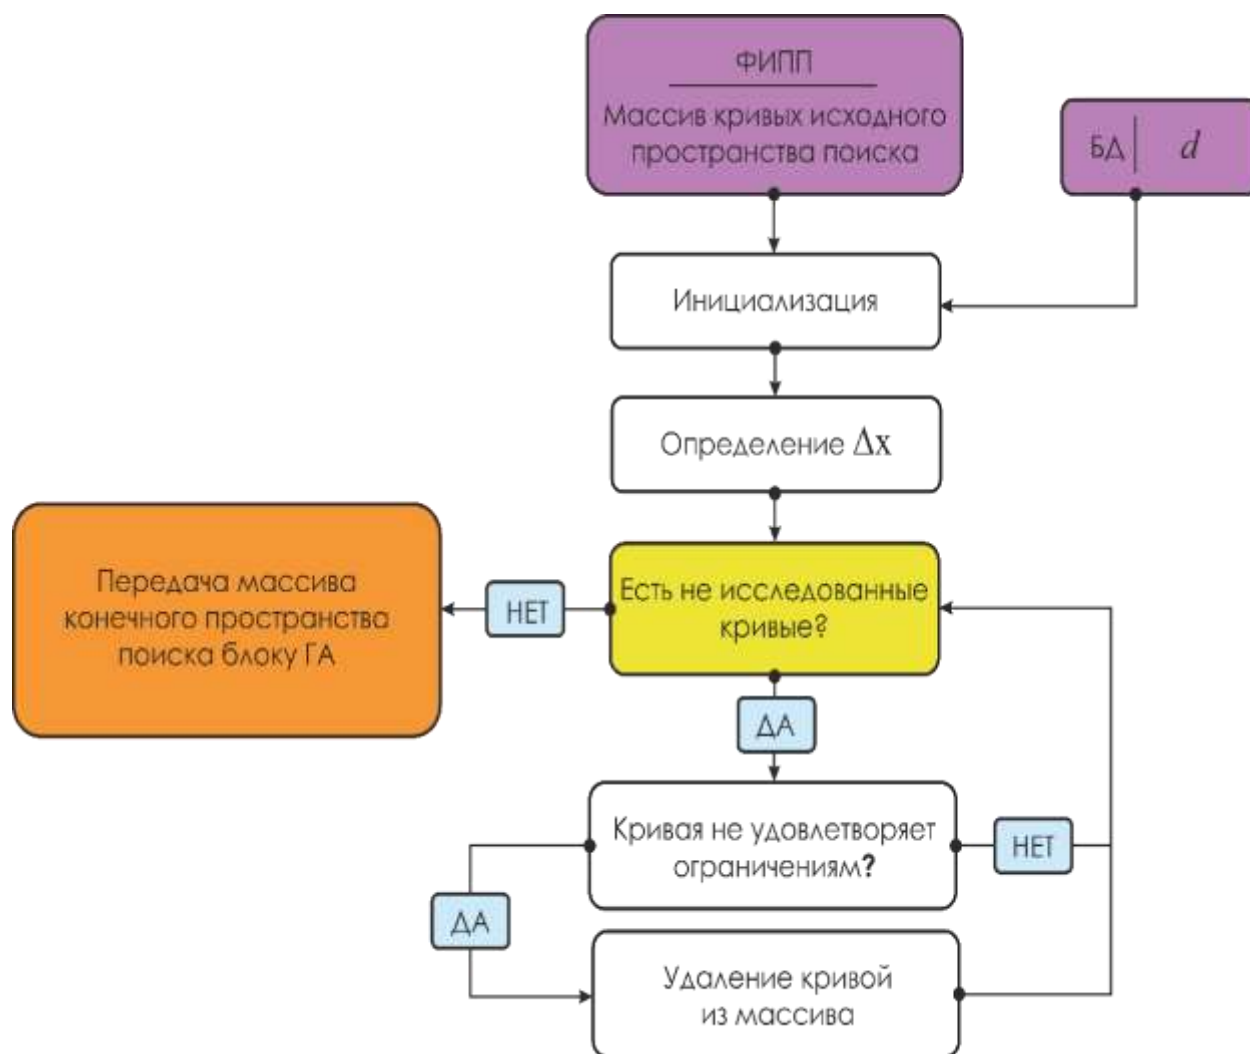 ФИПП
Массив кривых исходного
пространства поиска
БД d
Инициализация
Определение Δx
Есть не исследованные
кривые?
НЕТ
Передача массива
конечного пространства
поиска блоку ГА
ДА
Кривая не удовлетворяет
ограничениям?
НЕТ
ДА
Удаление кривой
из массива